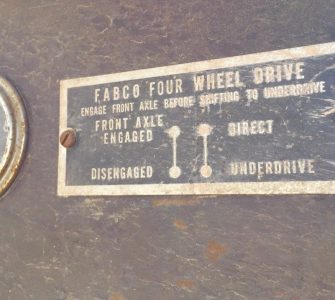 FABCO FOUR WHEEL DRIVE
ENGAGE FRONT AXLE BEFORE SHIFTING TO UNDERDRIVE
FRONT AXLE
ENGAGED DIRECT
DISENGAGED UNDERDRIVE